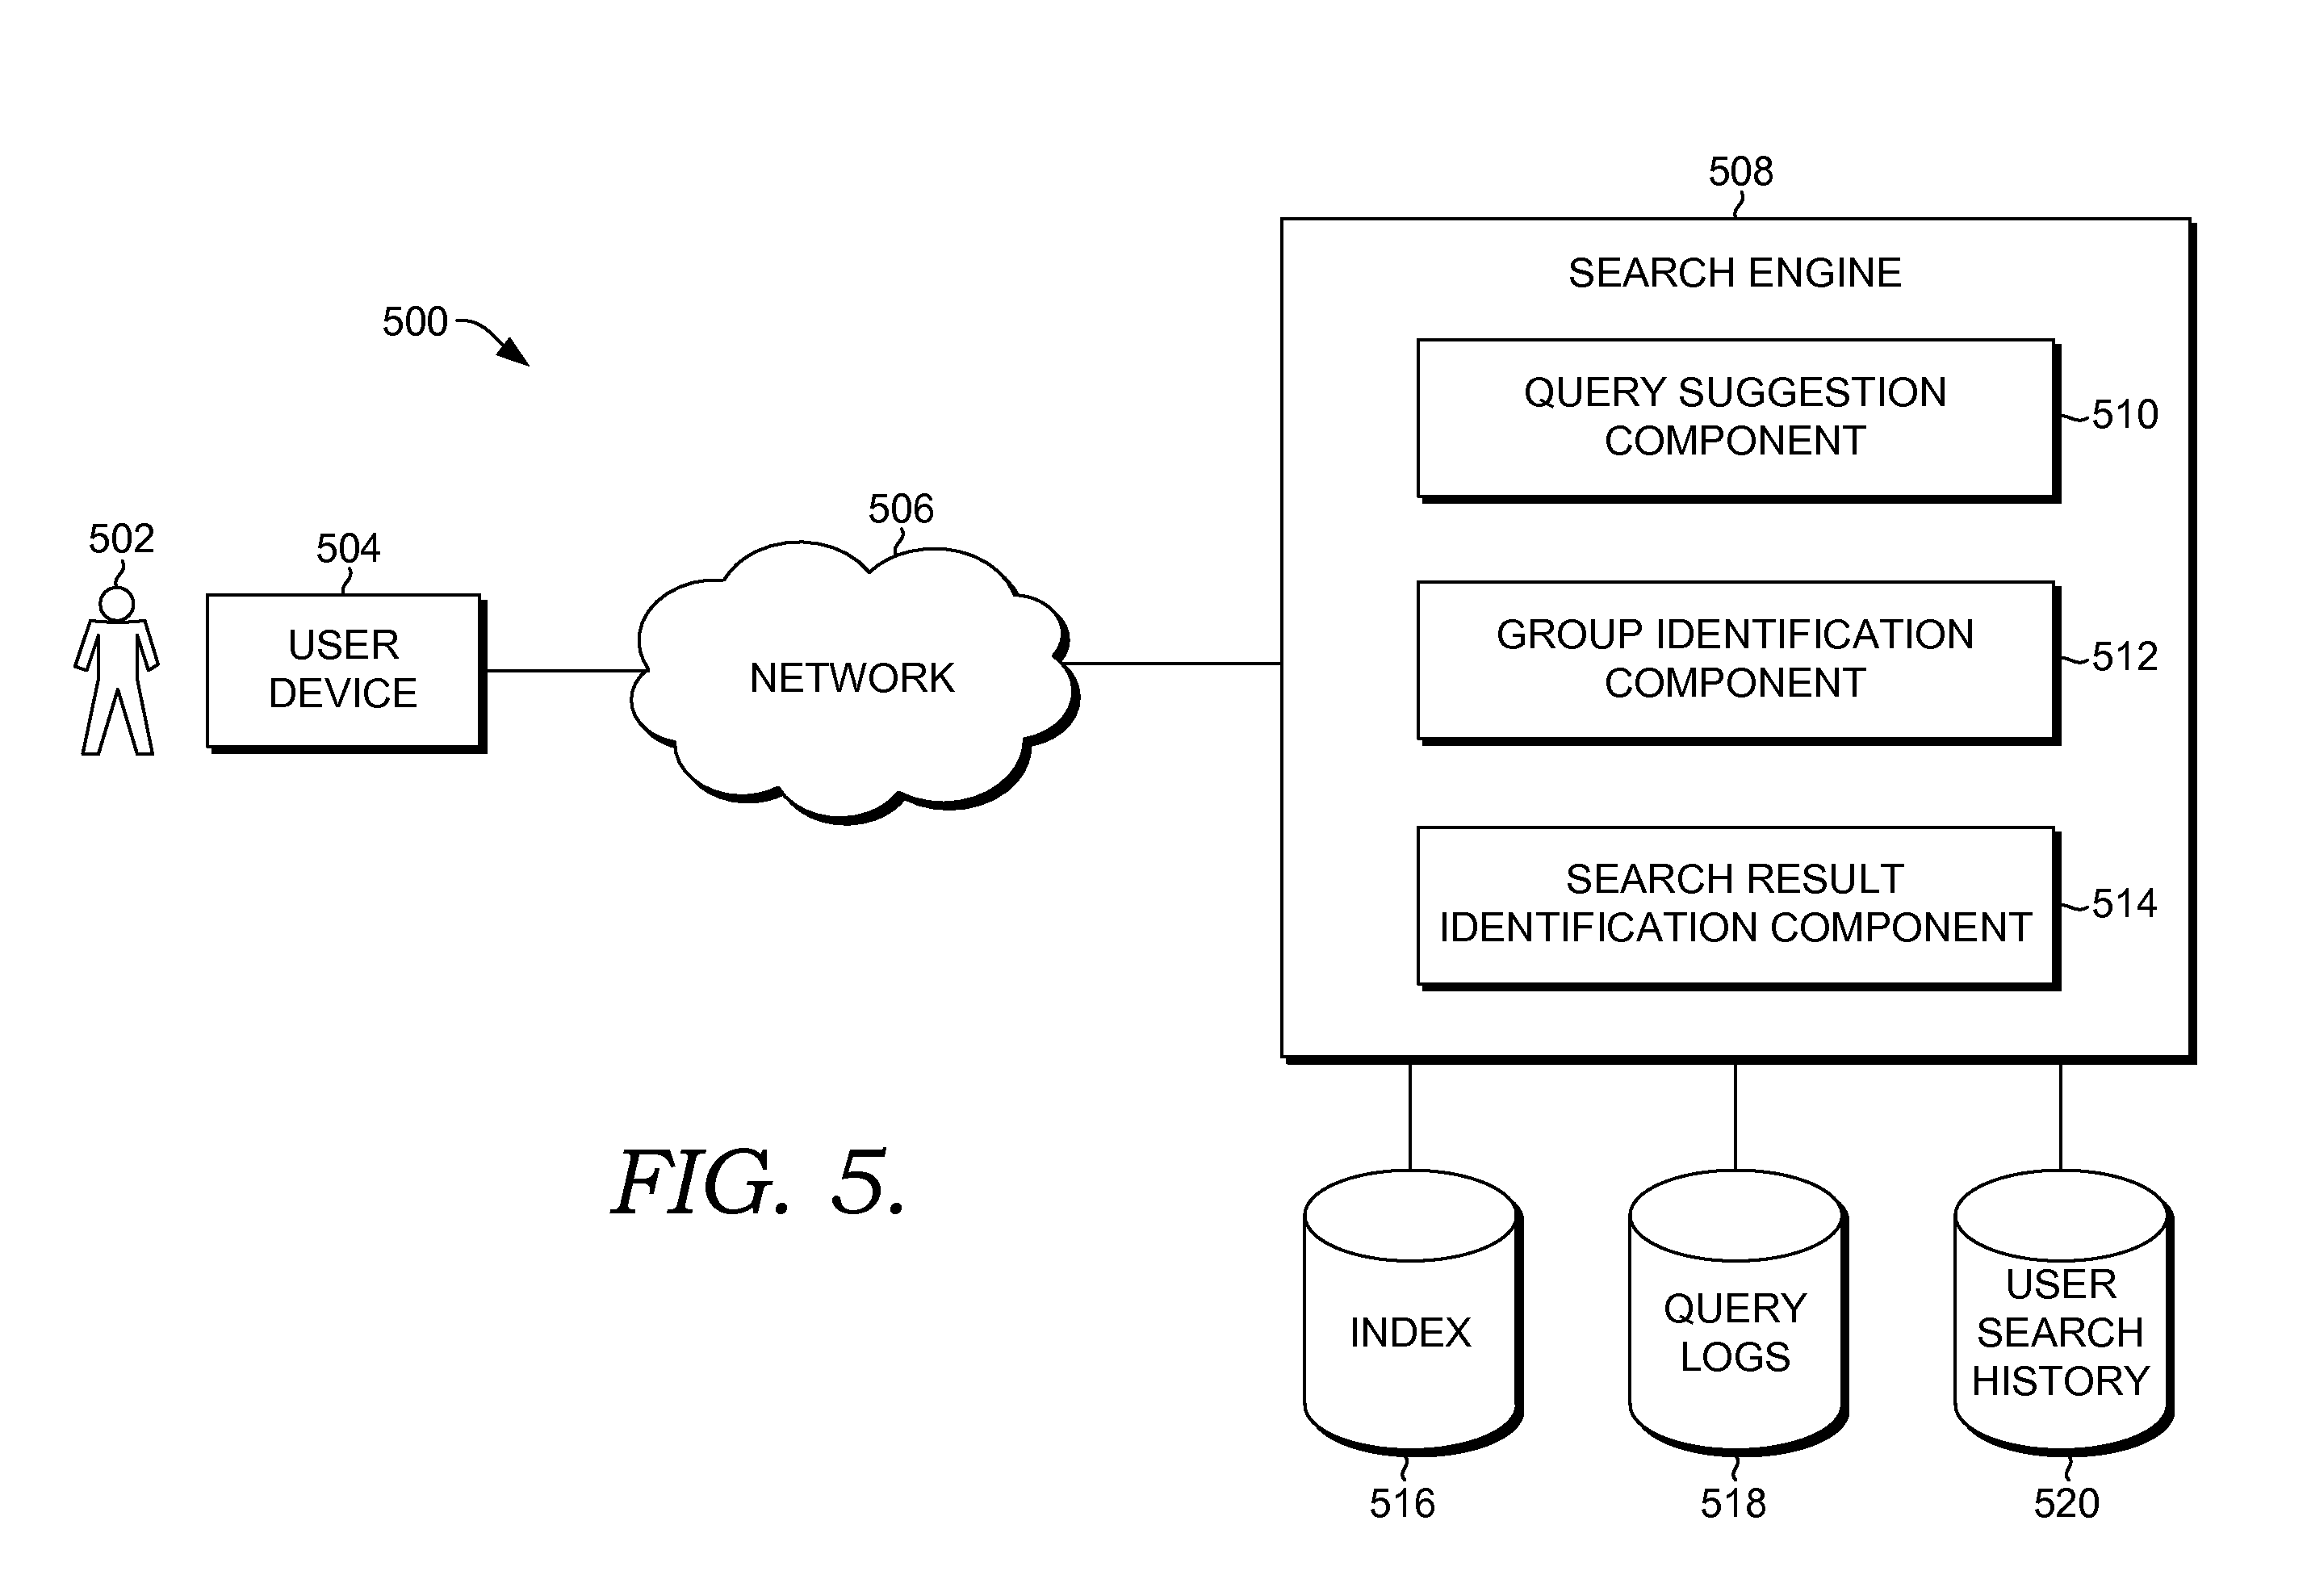 508
SEARCH ENGINE
500
QUERY SUGGESTION
COMPONENT
510
506
502
504
USER
DEVICE
NETWORK
GROUP IDENTIFICATION
COMPONENT
512
SEARCH RESULT
IDENTIFICATION COMPONENT
514
FIG. 5.
INDEX
QUERY
LOGS
USER
SEARCH
HISTORY
516
518
520